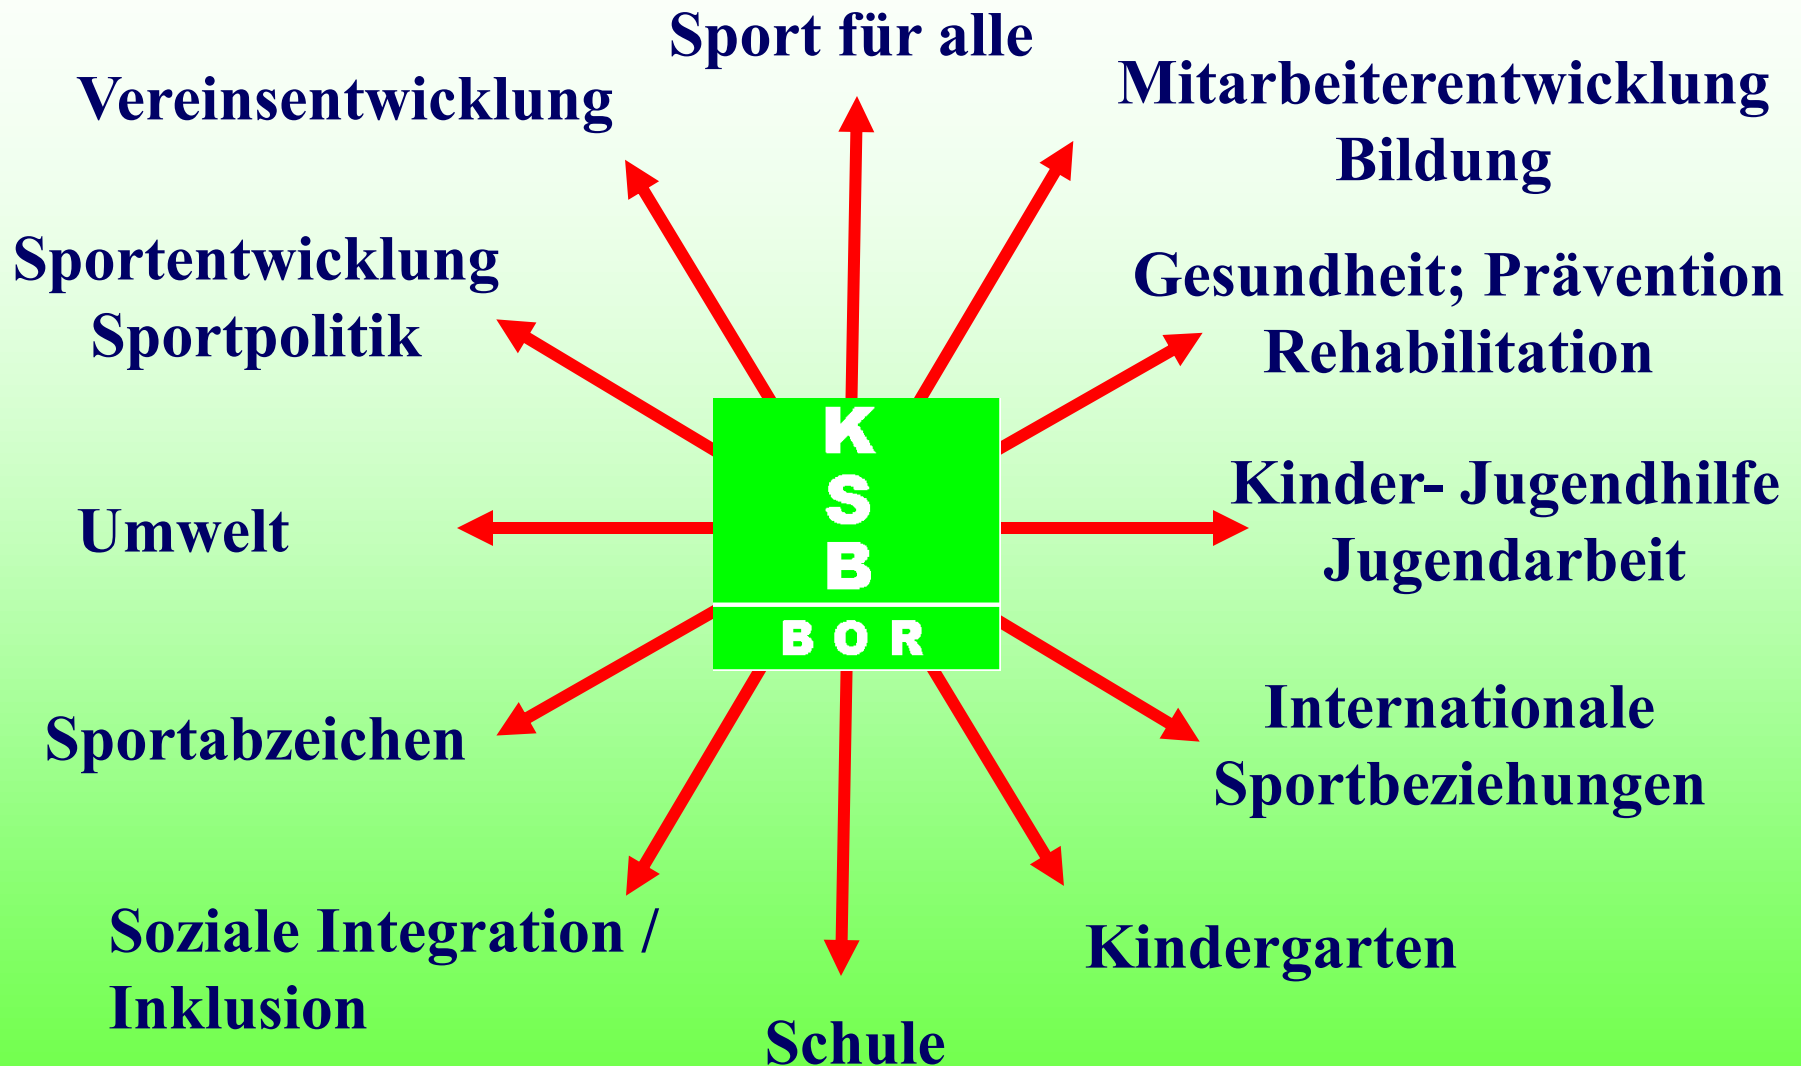 Sport für alle
Vereinsentwicklung
Mitarbeiterentwicklung
Bildung
Sportentwicklung
Sportpolitik
Gesundheit; Prävention
Rehabilitation
K
S
B
B O R
Umwelt
Kinder- Jugendhilfe
Jugendarbeit
Sportabzeichen
Internationale
Sportbeziehungen
Soziale Integration /
Inklusion
Kindergarten
Schule